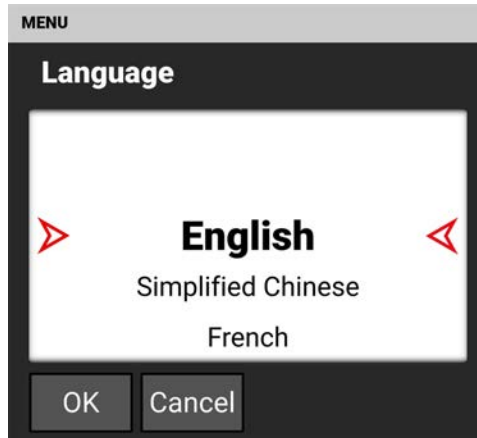 MENU
Language
English
Simplified Chinese
French
OK
Cancel